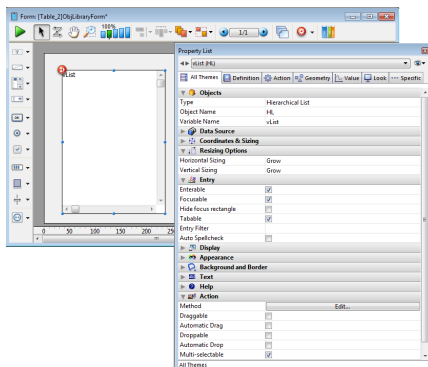 Form: [Table_2]ObjLibraryForm*
100%
1/1
vList
0 50 100 150 200 25
Property List
vList (HL)
All Themes Definition Action Geometry Value Look Specific
Objects
Type Hierarchical List
Object Name HL
Variable Name vList
Data Source
Coordinates & Sizing
Resizing Options
Horizontal Sizing Grow
Vertical Sizing Grow
Entry
Enterable
Focusable
Hide focus rectangle
Tabable
Entry Filter
Auto Spellcheck
Display
Appearance
Background and Border
Text
Help
Action
Method Edit...
Draggable
Automatic Drag
Droppable
Automatic Drop
Multi-selectable
All Themes